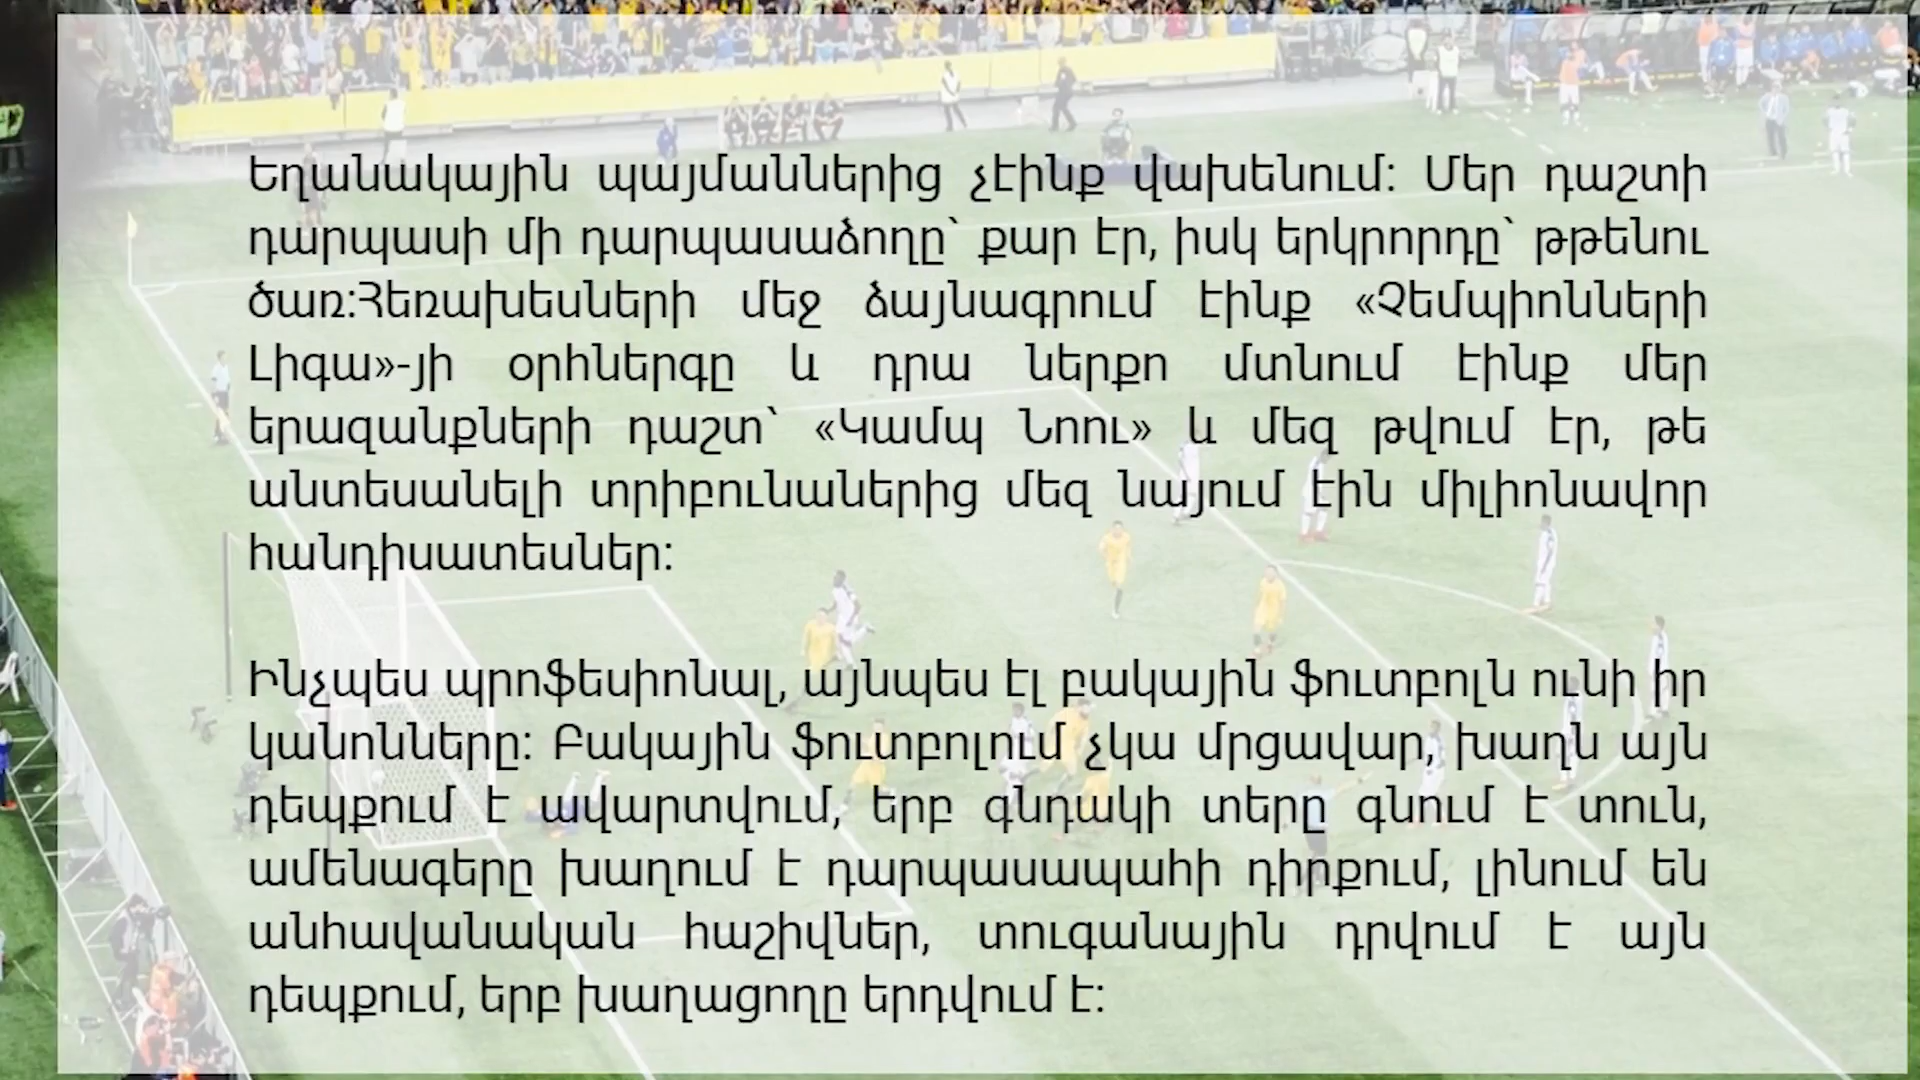 Եղանակային պայմաններից չէինք վախենում: Մեր դաշտի
դարպասի մի դարպասաձողը՝ քար էր, իսկ երկրորդը՝ թթենու
ծառ:Հեռախեսների մեջ ձայնագրում էինք «Չեմպիոնների
Լիգա»-յի օրհներգը և դրա ներքո մտնում էինք մեր
երազանքների դաշտ՝ «Կամպ Նոու» և մեզ թվում էր, թե
անտեսանելի տրիբունաներից մեզ նայում էին միլիոնավոր
հանդիսատեսներ:
Ինչպես պրոֆեսիոնալ, այնպես էլ բակային ֆուտբոլն ունի իր
կանոնները: Բակային ֆուտբոլում չկա մրցավար, խաղն այն
դեպքում է ավարտվում, երբ գնդակի տերը գնում է տուն,
ամենագերը խաղում է դարպասապահի դիրքում, լինում են
անհավանական հաշիվներ, տուգանային դրվում է այն
դեպքում, երբ խաղացողը երդվում է: